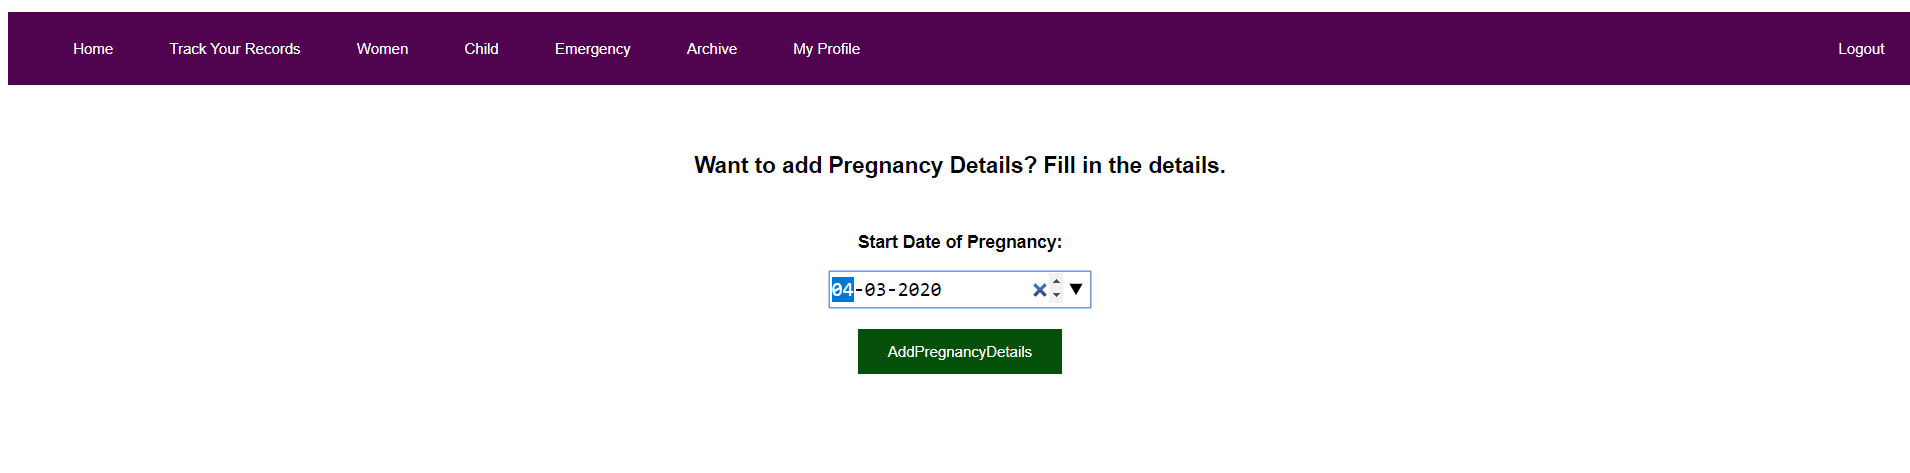 Home Track Your Records Women Child Emergency Archive My Profile Logout
Want to add Pregnancy Details? Fill in the details.
Start Date of Pregnancy:
04-03-2020
AddPregnancyDetails